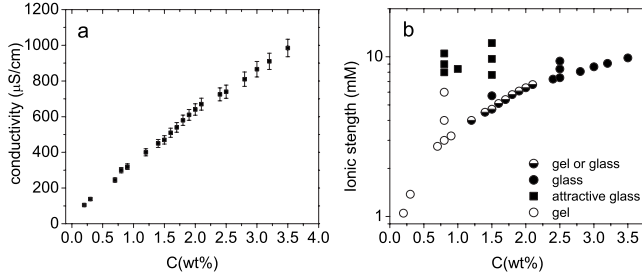 a
conductivity (μS/cm)
1200
1000
800
600
400
200
0
0.0 0.5 1.0 1.5 2.0 2.5 3.0 3.5 4.0
C(wt%)
b
Ionic stength (mM)
10
1
0.0 0.5 1.0 1.5 2.0 2.5 3.0 3.5
C(wt%)
gel or glass
glass
attractive glass
gel